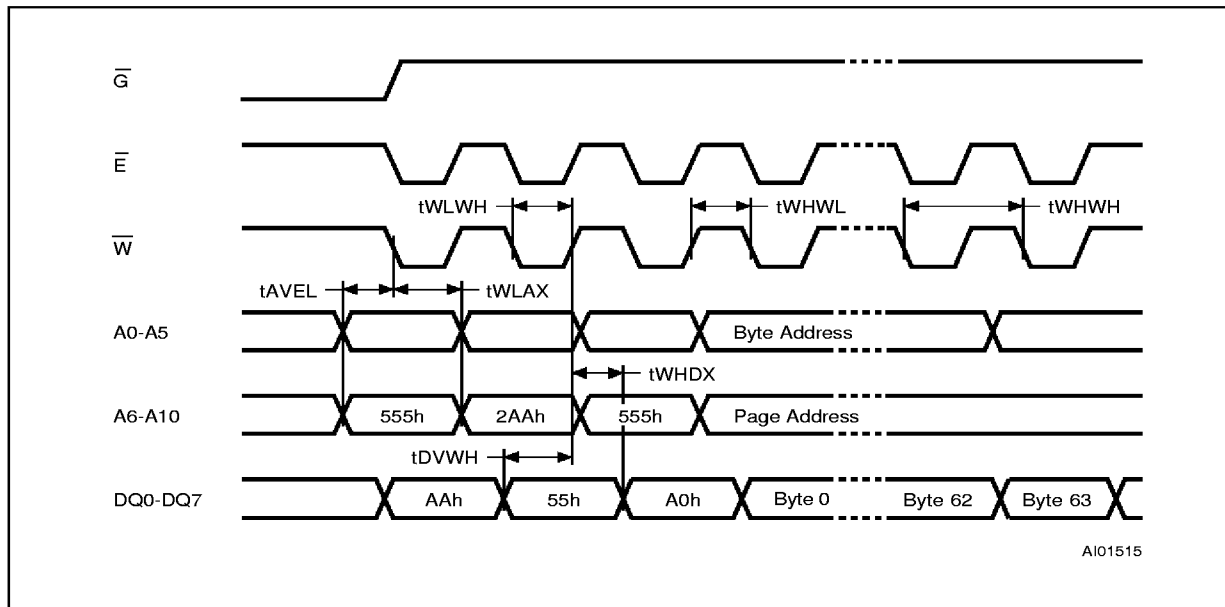 G̅
E̅
tWLWH tWHWL tWHWH
W̅
tAVEL tWLAX
A0-A5 Byte Address
tWHDX
A6-A10 555h 2AAh 555h Page Address
tDVWH
DQ0-DQ7 AAh 55h A0h Byte 0 Byte 62 Byte 63
AI01515